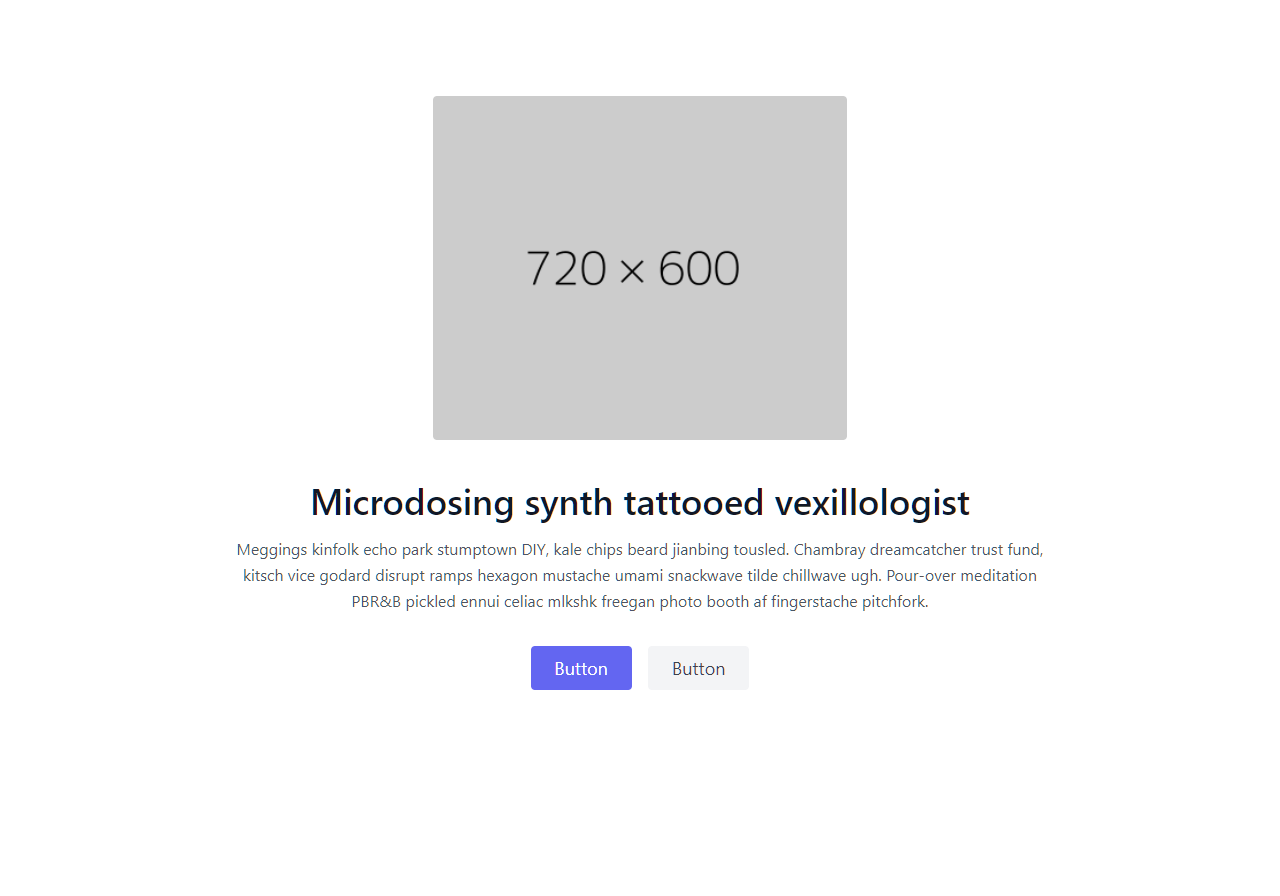 720 × 600
Microdosing synth tattooed vexillologist
Meggings kinfolk echo park stumptown DIY, kale chips beard jianbing tousled. Chambray dreamcatcher trust fund,
kitsch vice godard disrupt ramps hexagon mustache umami snackwave tilde chillwave ugh. Pour-over meditation
PBR&B pickled ennui celiac mlkshk freegan photo booth af fingerstache pitchfork.
Button Button